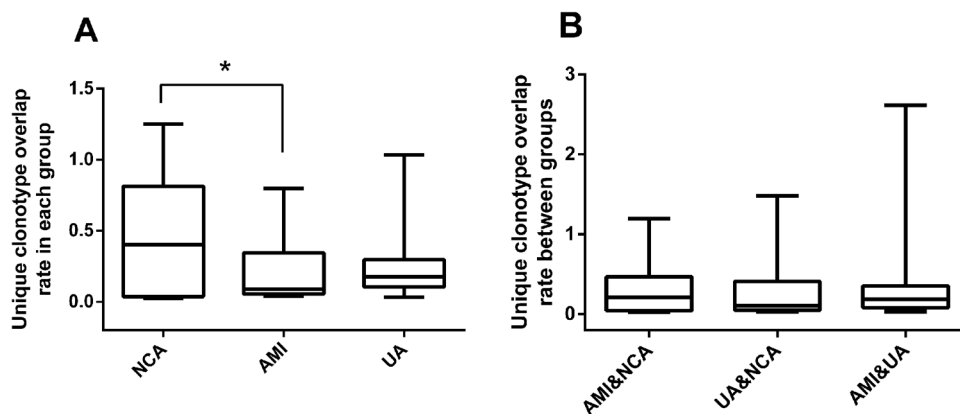 A
*
Unique clonotype overlap
rate in each group
1.5
1.0
0.5
0.0
NCA
AMI
UA
B
Unique clonotype overlap
rate between groups
3
2
1
0
AMI&NCA
UA&NCA
AMI&UA